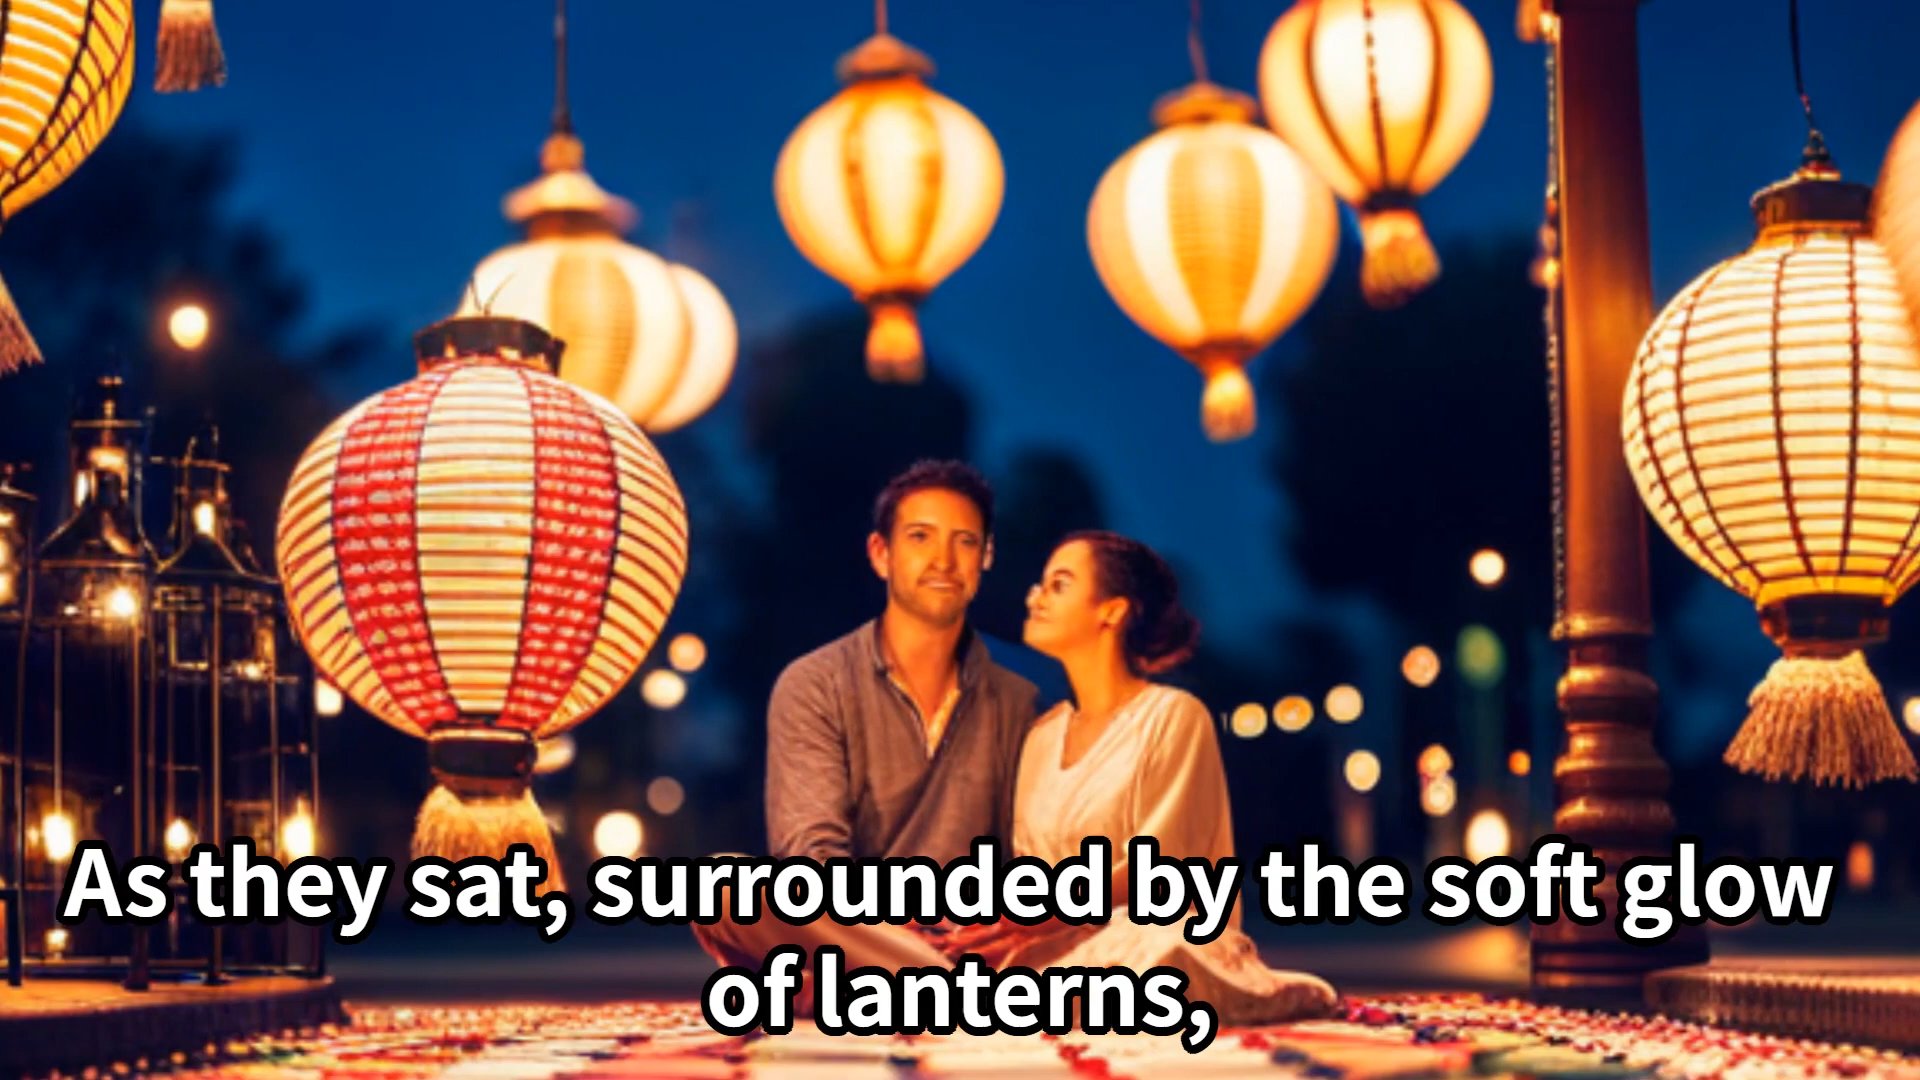 As they sat, surrounded by the soft glow
of lanterns,